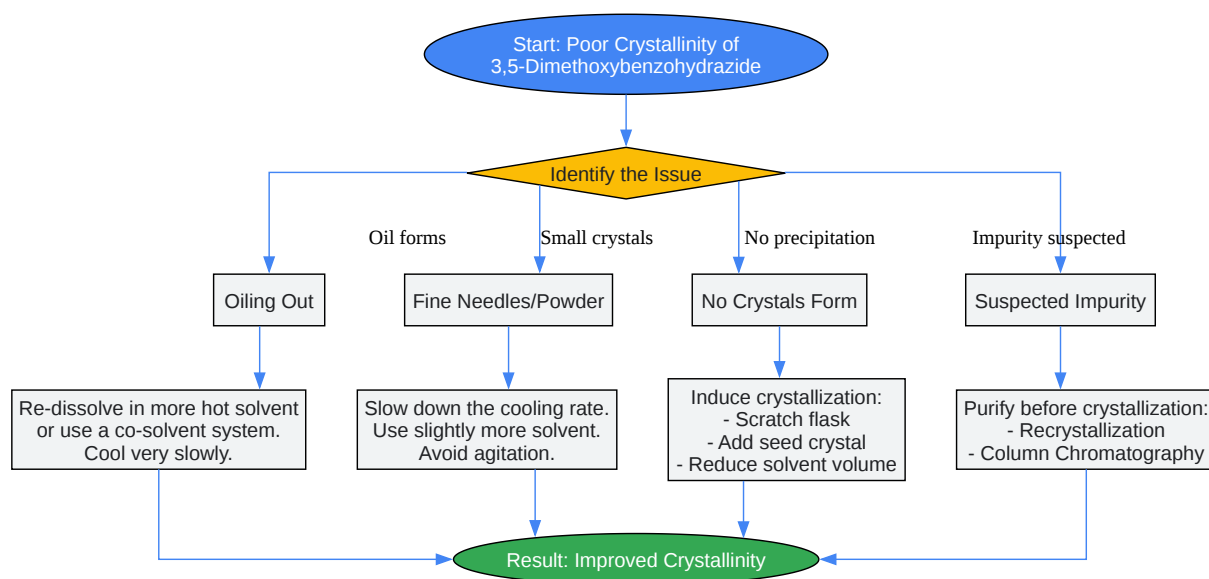 Start: Poor Crystallinity of
3,5-Dimethoxybenzohydrazide
Identify the Issue
Oil forms
Small crystals
No precipitation
Impurity suspected
Oiling Out
Fine Needles/Powder
No Crystals Form
Suspected Impurity
Re-dissolve in more hot solvent
or use a co-solvent system.
Cool very slowly.
Slow down the cooling rate.
Use slightly more solvent.
Avoid agitation.
Induce crystallization:
- Scratch flask
- Add seed crystal
- Reduce solvent volume
Purify before crystallization:
- Recrystallization
- Column Chromatography
Result: Improved Crystallinity